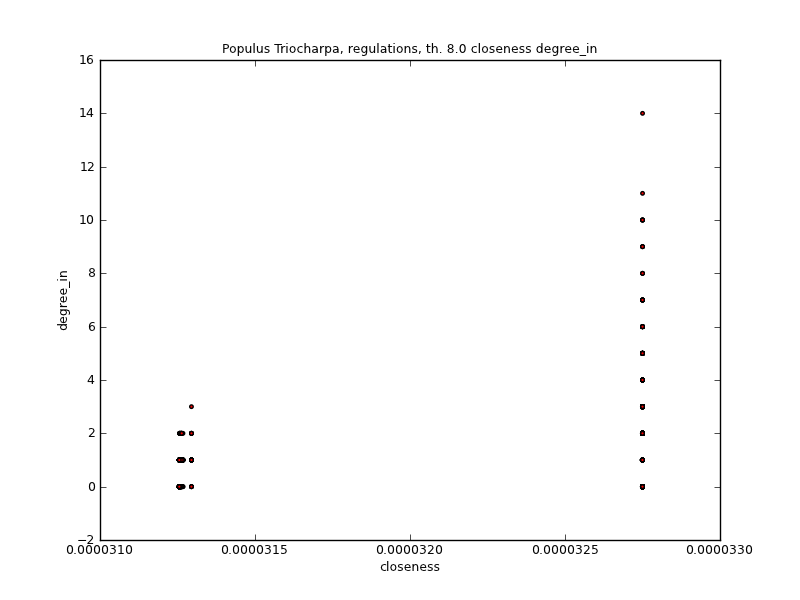 Populus Triocharpa, regulations, th. 8.0 closeness degree_in
16
14
12
10
8
6
4
2
0
−2
degree_in
0.0000310 0.0000315 0.0000320 0.0000325 0.0000330
closeness